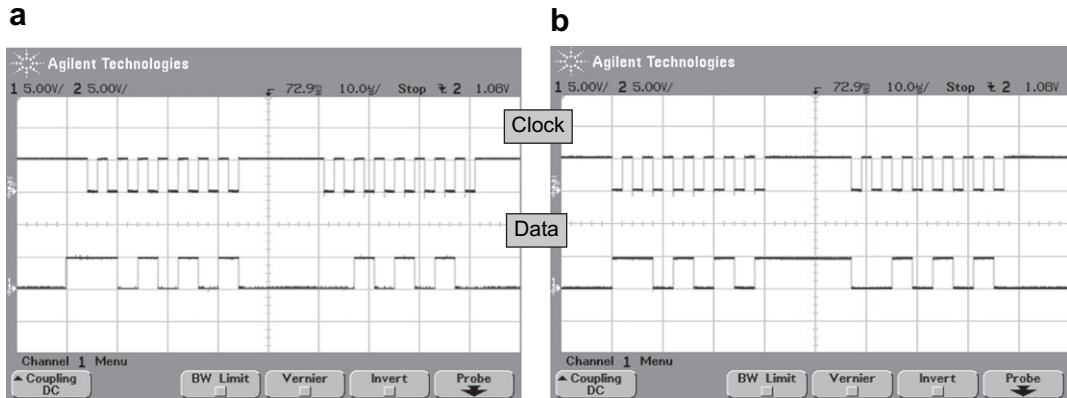 a
b
Agilent Technologies
1 5.00V/ 2 5.00V/ 72.9 10.0 Stop 2 1.08V
Channel 1 Menu
Coupling
DC
BW Limit
Vernier
Invert
Probe
Clock
Data
Agilent Technologies
1 5.00V/ 2 5.00V/ 72.9 10.0 Stop 2 1.08V
Channel 1 Menu
Coupling
DC
BW Limit
Vernier
Invert
Probe